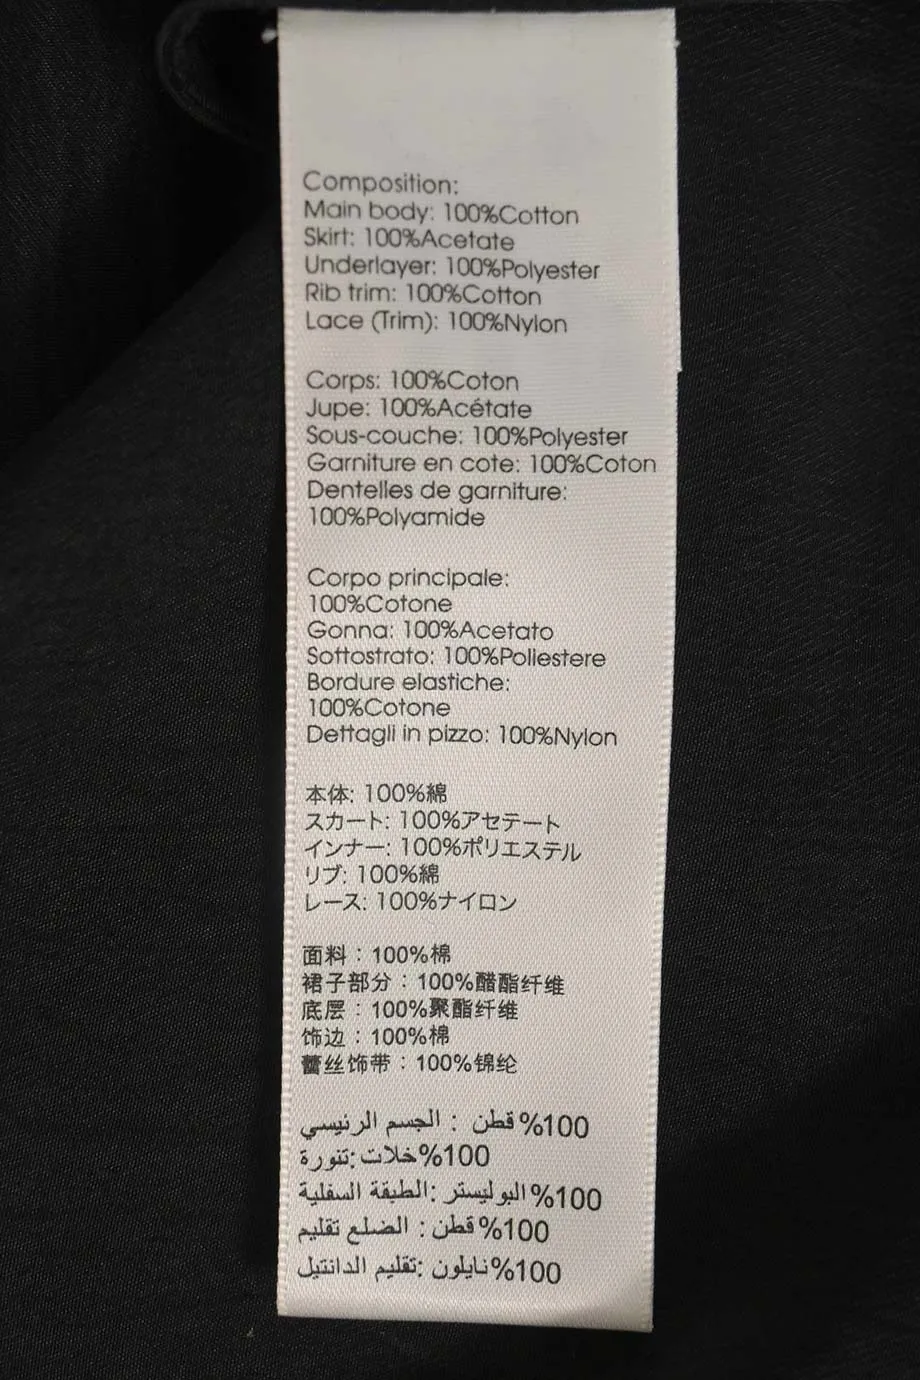 Composition:
Main body: 100%Cotton
Skirt: 100%Acetate
Underlayer: 100%Polyester
Rib trim: 100%Cotton
Lace (Trim): 100%Nylon
Corps: 100%Coton
Jupe: 100%Acétate
Sous-couche: 100%Polyester
Garniture en cote: 100%Coton
Dentelles de garniture:
100%Polyamide
Corpo principale:
100%Cotone
Gonna: 100%Acetato
Sottostrato: 100%Poliestere
Bordure elastiche:
100%Cotone
Dettagli in pizzo: 100%Nylon
本体: 100%綿
スカート: 100%アセテート
インナー: 100%ポリエステル
リブ: 100%綿
レース: 100%ナイロン
面料：100%棉
裙子部分：100%醋酯纤维
底层：100%聚酯纤维
饰边：100%棉
蕾丝饰带：100%锦纶
100%قطن : الجسم الرئيسي
100%خلات :تنورة
100%البوليستر :الطبقة السفلية
100%قطن : الضلع تقليم
100%نايلون :تقليم الدانتيل